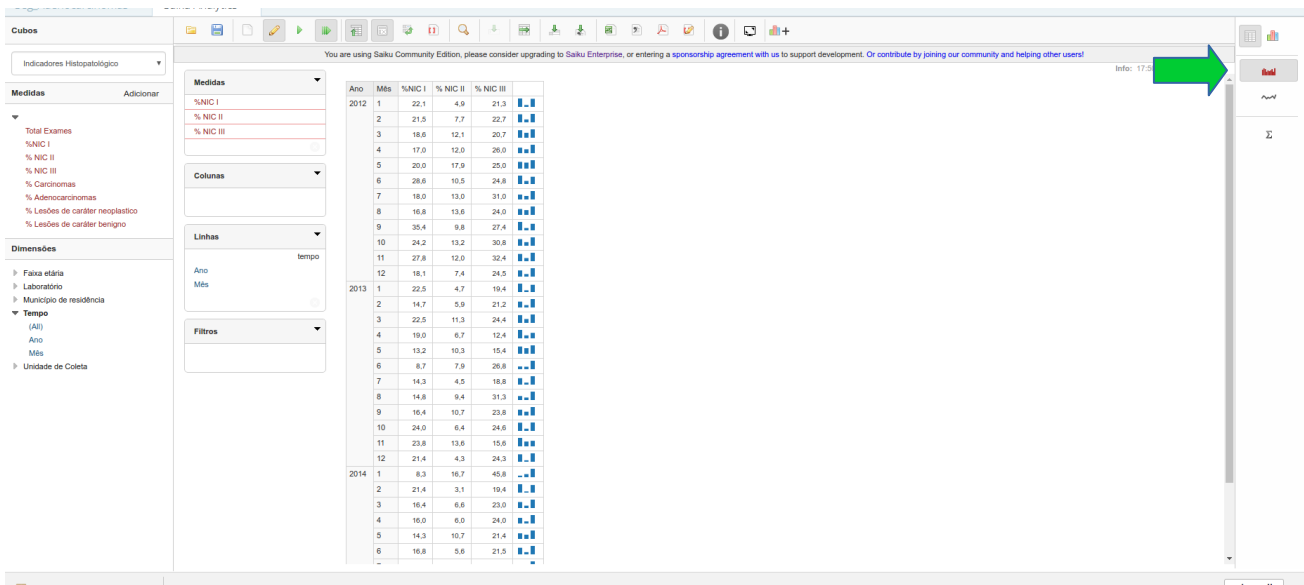 Cubos
You are using Saiku Community Edition, please consider upgrading to Saiku Enterprise, or entering a sponsorship agreement with us to support development. Or contribute by joining our community and helping other users!
Indicadores Histopatológico
Info: 17:5
Medidas Adicionar
Total Exames
%NIC I
% NIC II
% NIC III
% Carcinomas
% Adenocarcinomas
% Lesões de caráter neoplastico
% Lesões de caráter benigno
Dimensões
Faixa etária
Laboratório
Município de residência
Tempo
(All)
Ano
Mês
Unidade de Coleta
Medidas
%NIC I
% NIC II
% NIC III
Colunas
Linhas
tempo
Ano
Mês
Filtros
Ano Mês %NIC I % NIC II % NIC III
2012 1 22,1 4,9 21,3
2 21,5 7,7 22,7
3 18,6 12,1 20,7
4 17,0 12,0 26,0
5 20,0 17,9 25,0
6 28,6 10,5 24,8
7 18,0 13,0 31,0
8 16,8 13,6 24,0
9 35,4 9,8 27,4
10 24,2 13,2 30,8
11 27,8 12,0 32,4
12 18,1 7,4 24,5
2013 1 22,5 4,7 19,4
2 14,7 5,9 21,2
3 22,5 11,3 24,4
4 19,0 6,7 12,4
5 13,2 10,3 15,4
6 8,7 7,9 26,8
7 14,3 4,5 18,8
8 14,8 9,4 31,3
9 16,4 10,7 23,8
10 24,0 6,4 24,6
11 23,8 13,6 15,6
12 21,4 4,3 24,3
2014 1 8,3 16,7 45,8
2 21,4 3,1 19,4
3 16,4 6,6 23,0
4 16,0 6,0 24,0
5 14,3 10,7 21,4
6 16,8 5,6 21,5
Σ